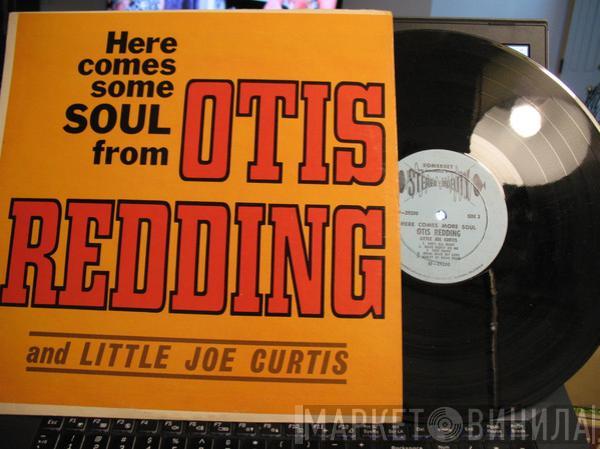 Here
comes
some
SOUL
from
OTIS
REDDING
and LITTLE JOE CURTIS
SOMERSET
SIDE 2
HERE COMES MORE SOUL
OTIS REDDING
LITTLE JOE CURTIS
МАРКЕТ ВИНИЛА